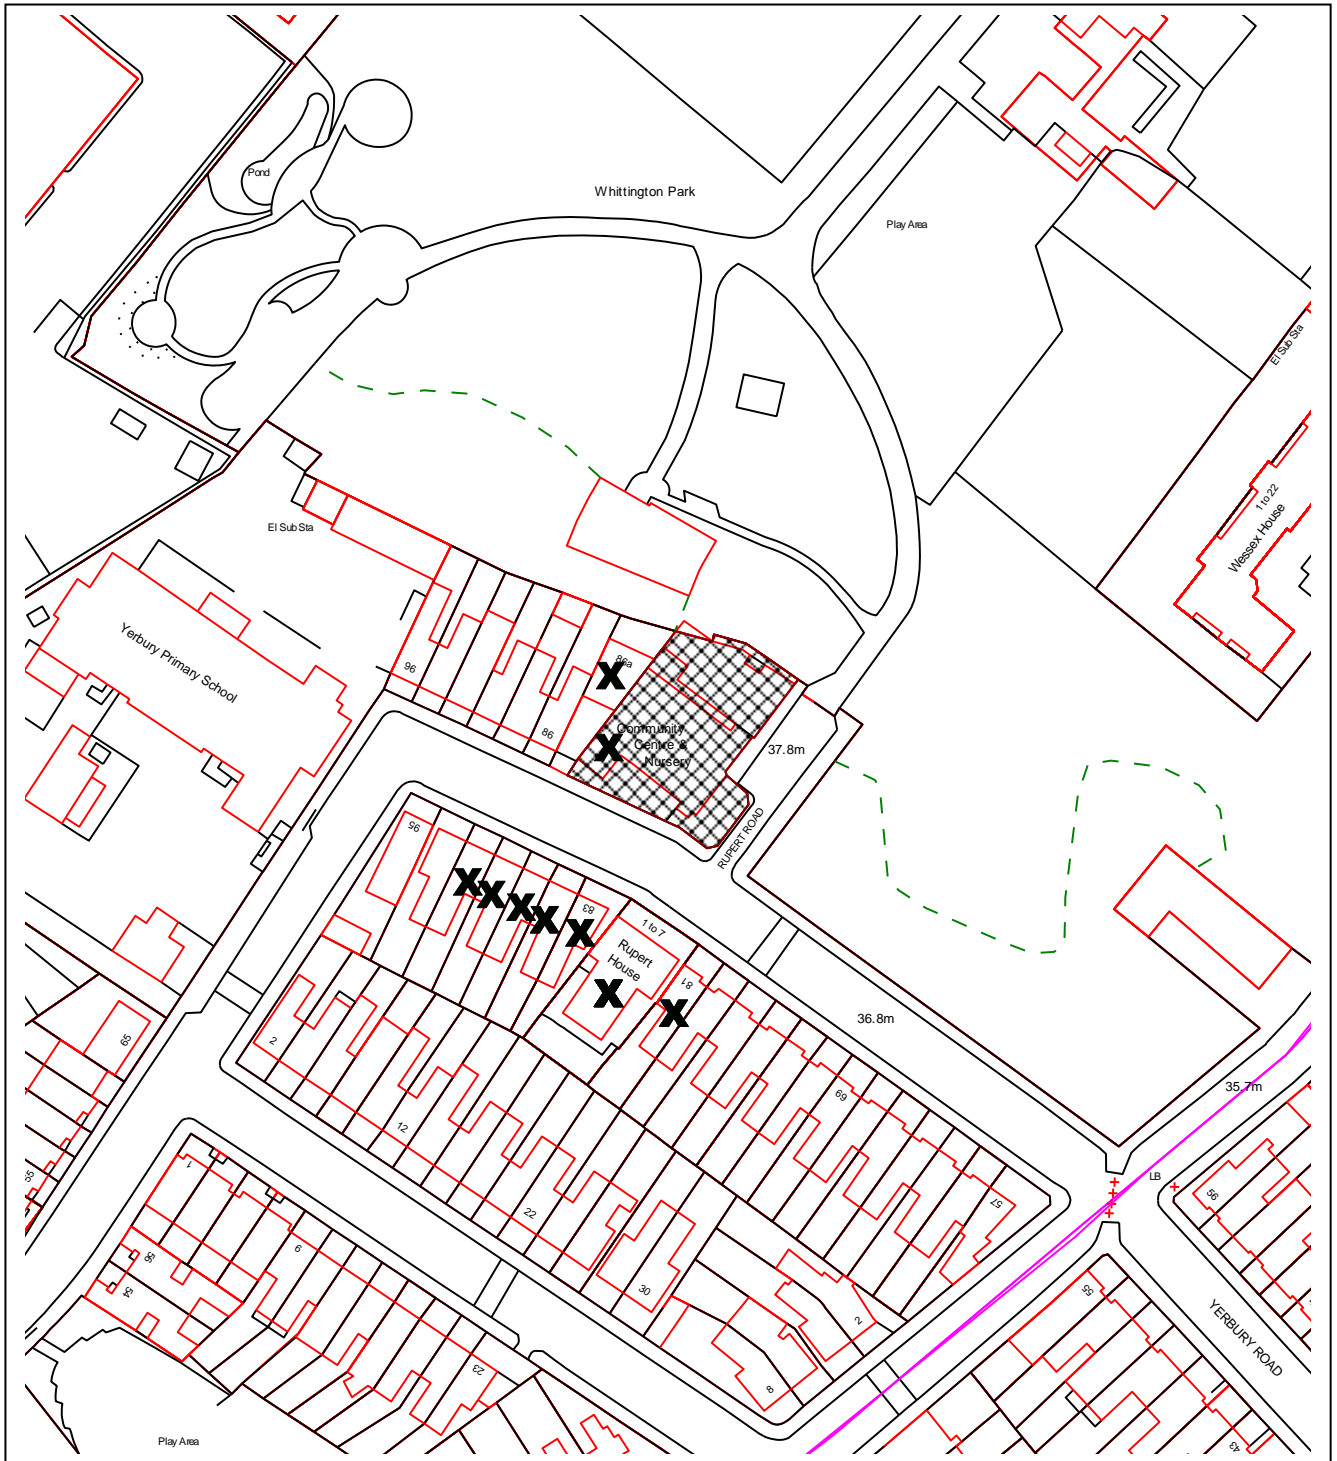 Pond
Whittington Park
Play Area
El Sub Sta
1 to 22
Wessex House
El Sub Sta
Yerbury Primary School
96
86a
86
Community
Centre &
Nursery
37.8m
RUPERT ROAD
95
83
1 to 7
Rupert
House
81
36.8m
2
12
22
30
69
57
35.7m
LB
65
55
1
9
23
56
54
2
8
55
56
43
YERBURY ROAD
Play Area
X
X
X
X
X
X
X
X
X